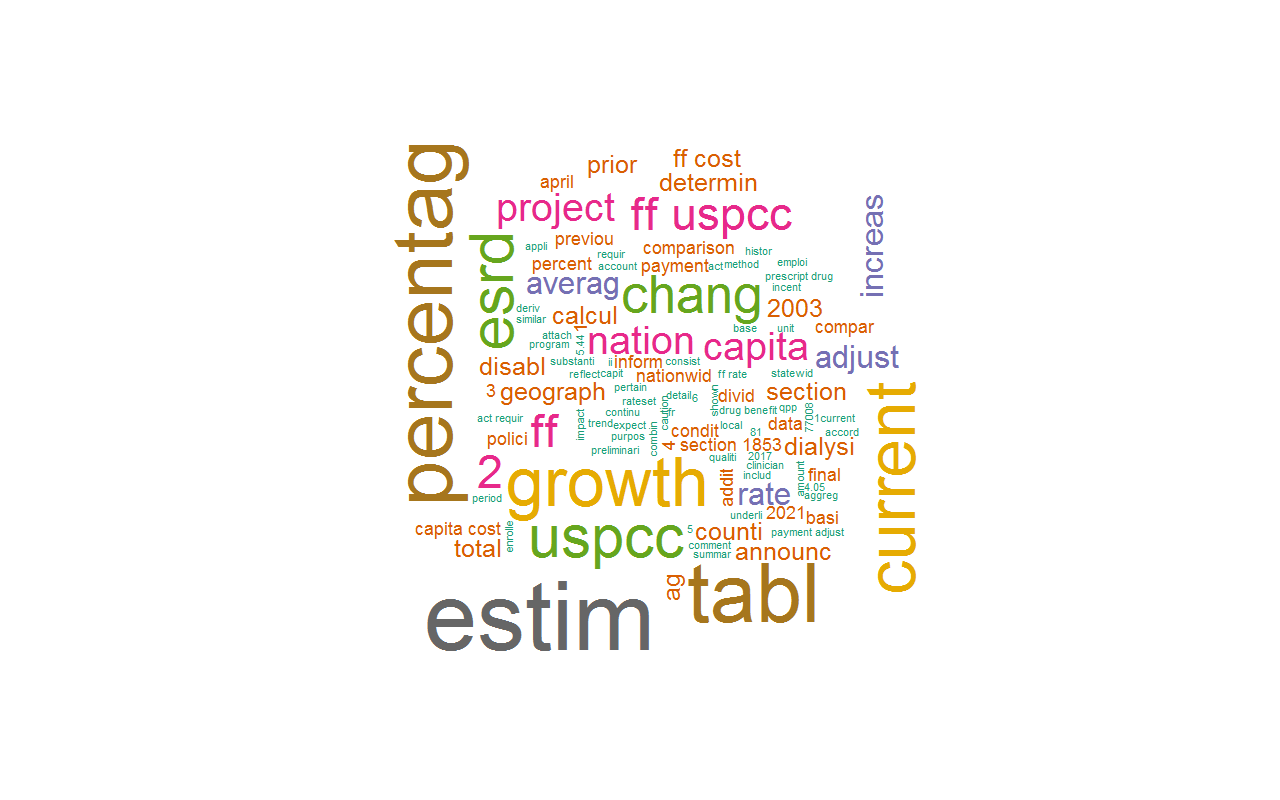 percentag
prior
ff cost
april
determin
project
ff uspcc
increas
esrd
appli
previou
comparison
histor
requir
percent
account
payment
act
method
emploi
prescript drug
averag
chang
incent
deriv
similar
calcul
1
2003
attach
program
5.44
nation
base
unit
compar
capita
adjust
disabl
substanti
ii
inform
consist
reflect
capit
nationwid
ff rate
statewid
3
geograph
pertain
rateset
detail
6
shown
divid
section
current
act requir
impact
continu
trend
expect
purpos
caution
fr
drug benefit
qpp
77008
1current
polici
ff
combin
condit
local
81
data
accord
preliminari
4
section 1853
dialysi
2
growth
qualiti
2017
clinician
includ
amount
final
period
addit
rate
4.05
aggreg
underli
2021
basi
capita cost
enrolle
uspcc
5
counti
payment adjust
total
comment
summar
announc
estim
ag
tabl